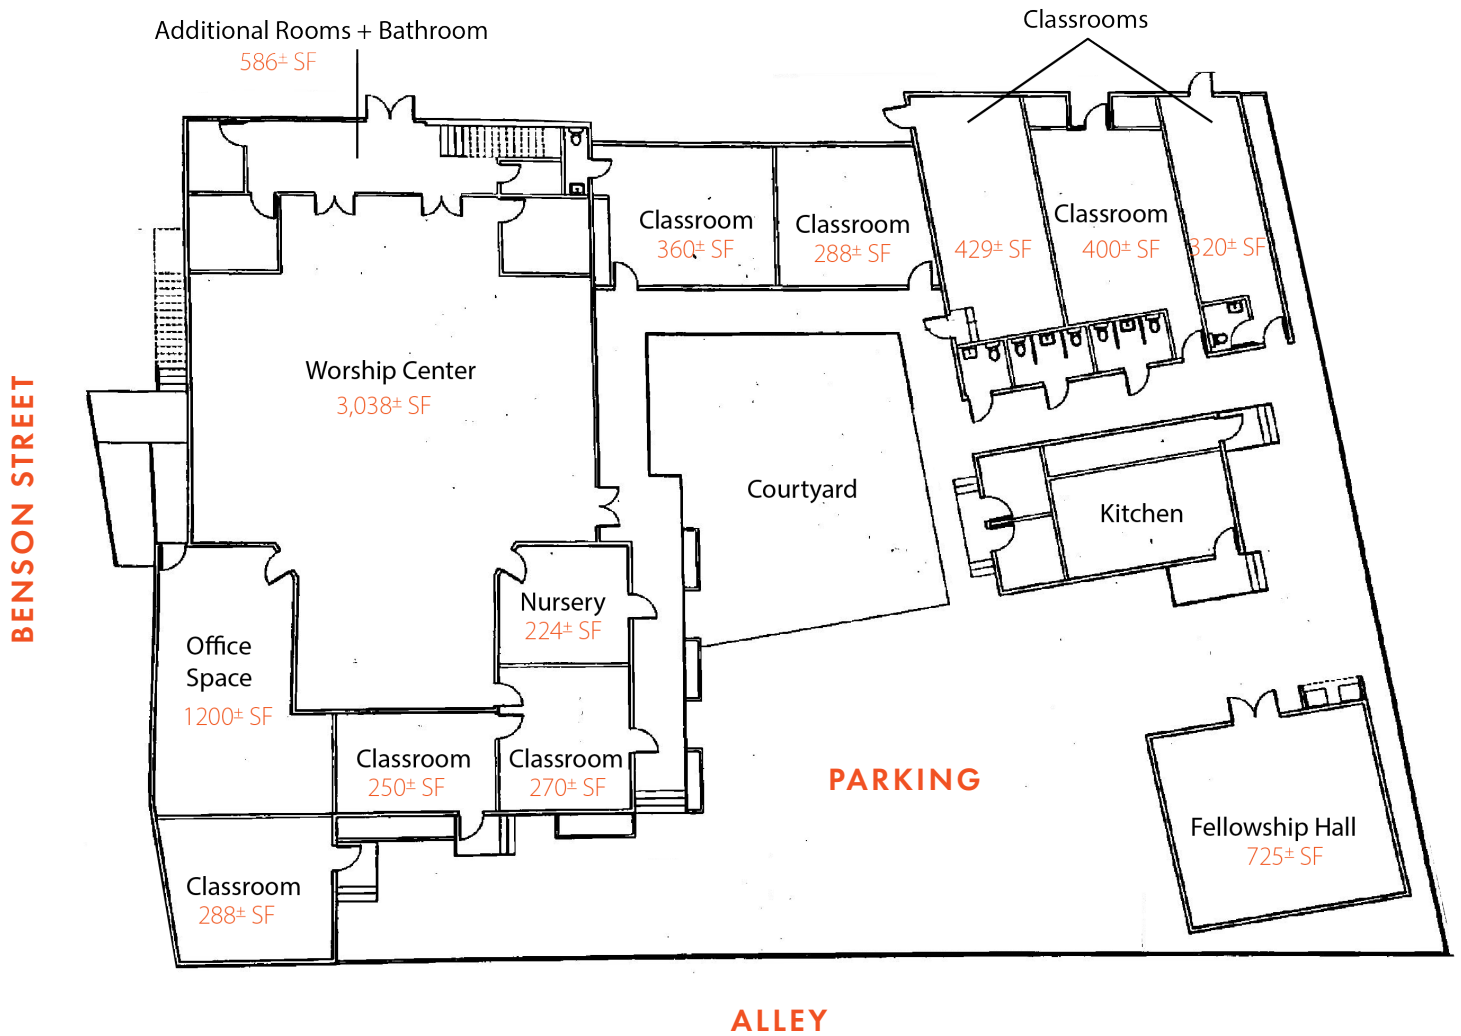 Additional Rooms + Bathroom
586± SF
Classrooms
Classroom
360± SF
Classroom
288± SF
429± SF
Classroom
400± SF
320± SF
Worship Center
3,038± SF
BENSON STREET
Courtyard
Kitchen
Nursery
224± SF
Office
Space
1200± SF
Classroom
250± SF
Classroom
270± SF
PARKING
Fellowship Hall
725± SF
Classroom
288± SF
ALLEY